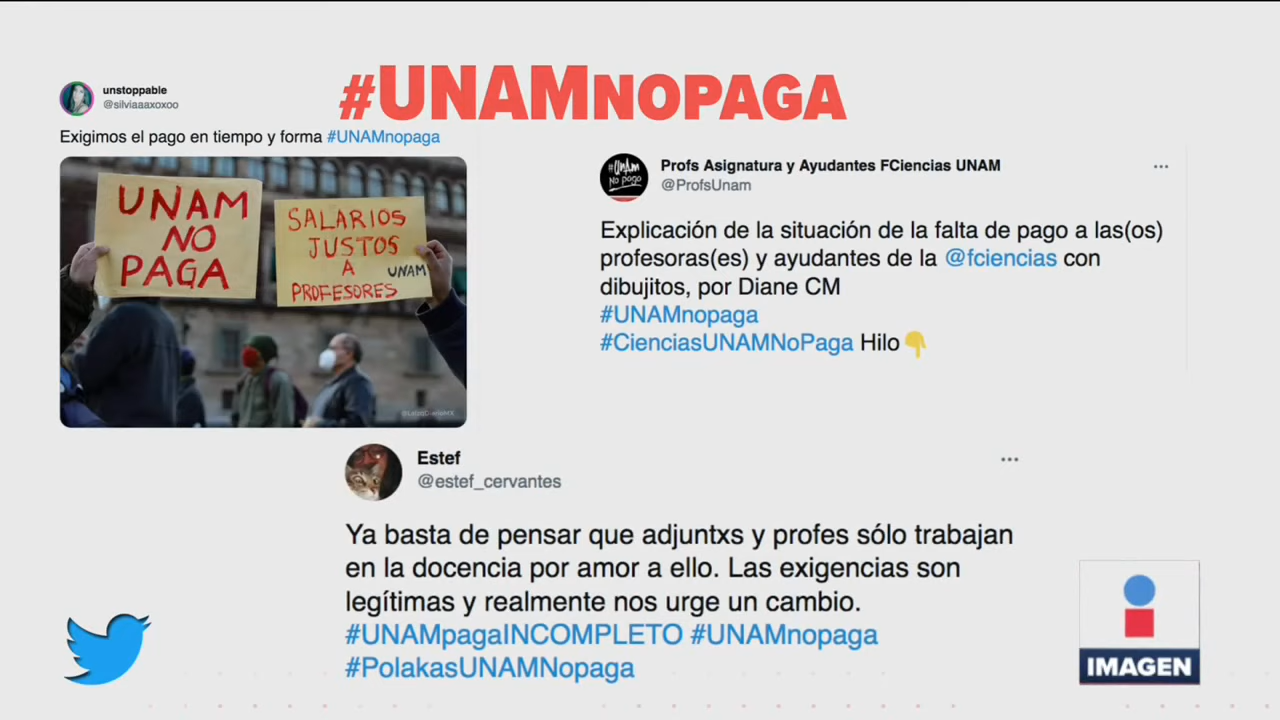 #UNAMNOPAGA
unstoppable
@silviaaaxoxoo
Exigimos el pago en tiempo y forma #UNAMnopaga
UNAM
NO
PAGA
SALARIOS
JUSTOS
A
UNAM
PROFESORES
#UNAM
No pago
Profs Asignatura y Ayudantes FCiencias UNAM
@ProfsUnam
Explicación de la situación de la falta de pago a las(os)
profesoras(es) y ayudantes de la @fciencias con
dibujitos, por Diane CM
#UNAMnopaga
#CienciasUNAMNoPaga Hilo👇
Estef
@estef_cervantes
Ya basta de pensar que adjuntxs y profes sólo trabajan
en la docencia por amor a ello. Las exigencias son
legítimas y realmente nos urge un cambio.
#UNAMpagaINCOMPLETO #UNAMnopaga
#PolakasUNAMNopaga
IMAGEN